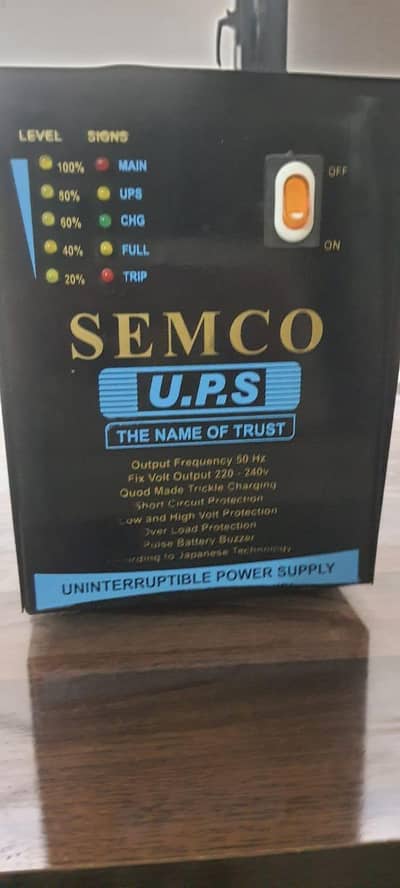 LEVEL SIGNS
100% MAIN
80% UPS
60% CHG
40% FULL
20% TRIP
OFF
ON
SEMCO
U.P.S
THE NAME OF TRUST
Output Frequency 50 Hz
Fix Volt Output 220 - 240v
Quod Made Trickle Charging
Short Circuit Protection
Low and High Volt Protection
Over Load Protection
Pulse Battery Buzzer
to Japanese Technology
UNINTERRUPTIBLE POWER SUPPLY